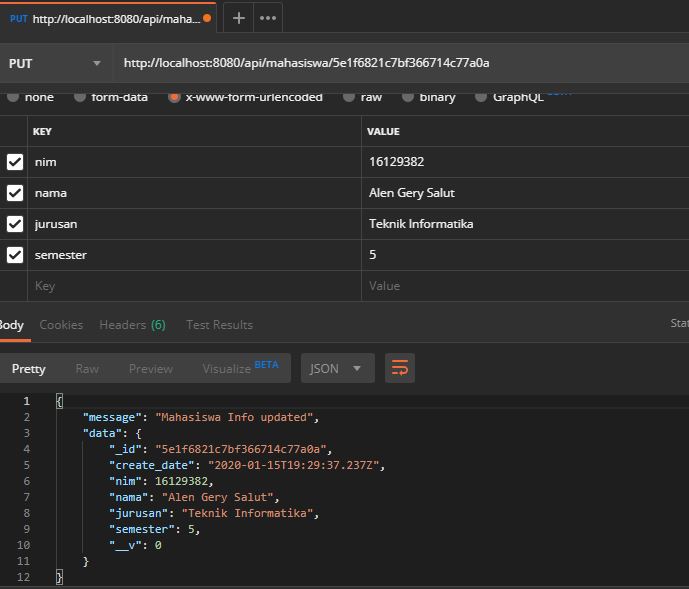 PUT http://localhost:8080/api/maha...
PUT http://localhost:8080/api/mahasiswa/5e1f6821c7bf366714c77a0a
none form-data x-www-form-urlencoded raw binary GraphQL
KEY VALUE
nim 16129382
nama Alen Gery Salut
jurusan Teknik Informatika
semester 5
Key Value
Body Cookies Headers (6) Test Results Stat
Pretty Raw Preview Visualize BETA JSON
1 {
2 "message": "Mahasiswa Info updated",
3 "data": {
4 "_id": "5e1f6821c7bf366714c77a0a",
5 "create_date": "2020-01-15T19:29:37.237Z",
6 "nim": 16129382,
7 "nama": "Alen Gery Salut",
8 "jurusan": "Teknik Informatika",
9 "semester": 5,
10 "__v": 0
11 }
12 }